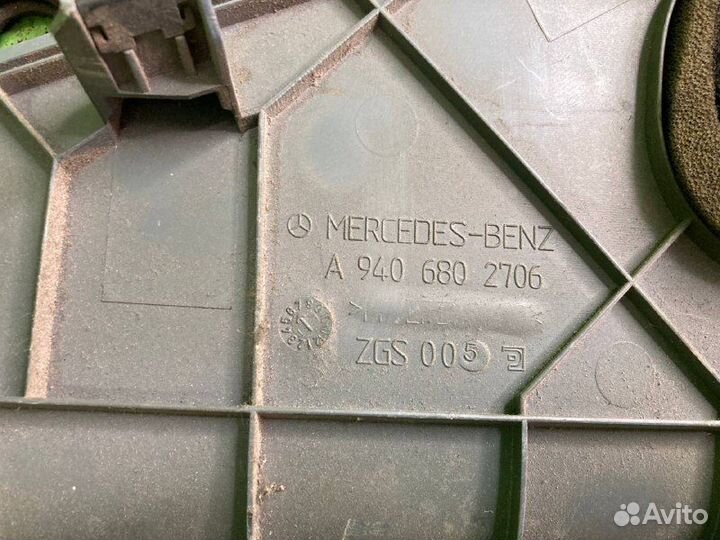 MERCEDES-BENZ
A 940 680 2706
ZGS 005
Avito